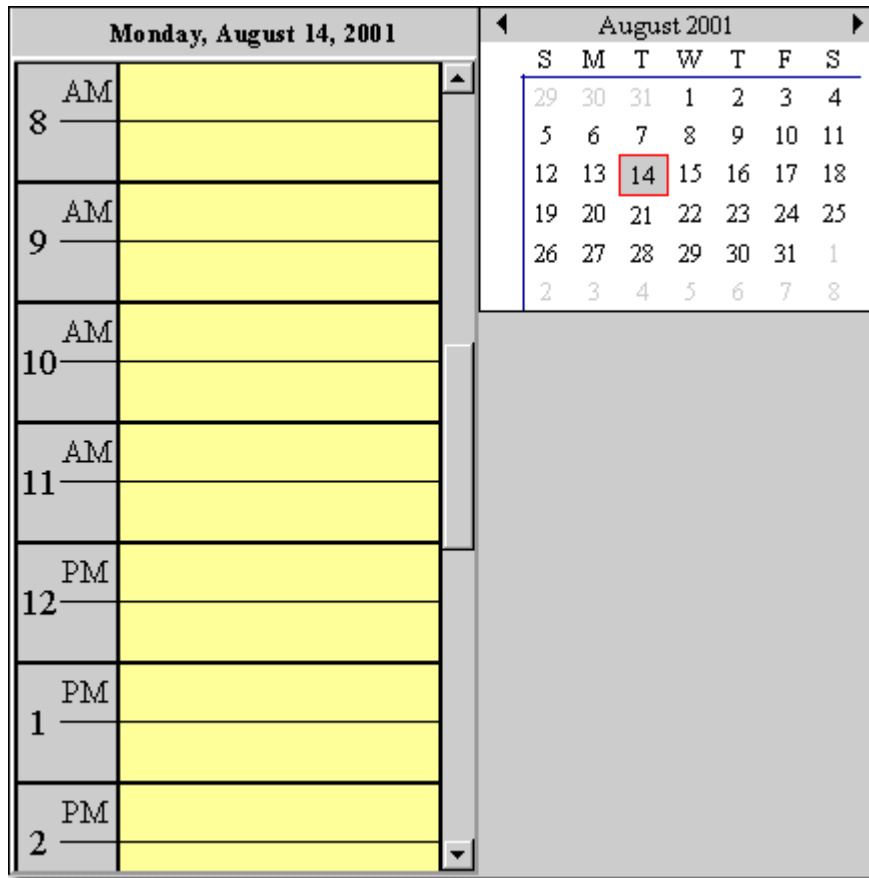 Monday, August 14, 2001
8 AM
9 AM
10 AM
11 AM
12 PM
1 PM
2 PM
August 2001
S M T W T F S
29 30 31 1 2 3 4
5 6 7 8 9 10 11
12 13 14 15 16 17 18
19 20 21 22 23 24 25
26 27 28 29 30 31 1
2 3 4 5 6 7 8